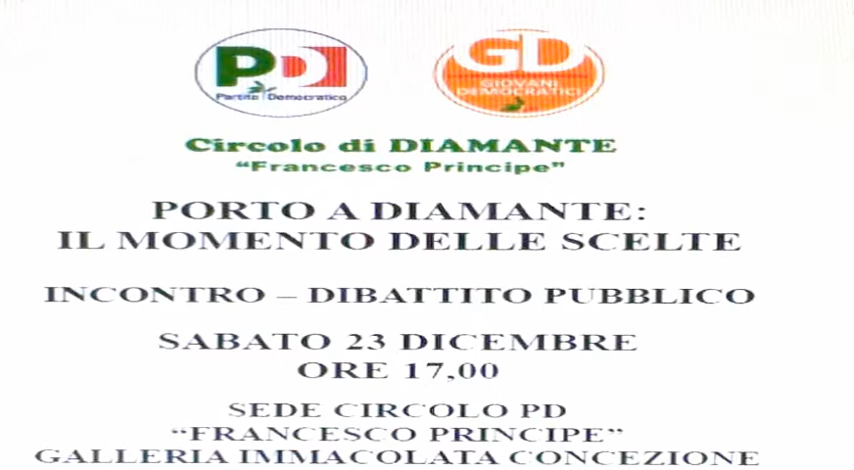 PD
Partito Democratico
GD
GIOVANI
DEMOCRATICI
Circolo di DIAMANTE
“Francesco Principe”
PORTO A DIAMANTE:
IL MOMENTO DELLE SCELTE
INCONTRO – DIBATTITO PUBBLICO
SABATO 23 DICEMBRE
ORE 17,00
SEDE CIRCOLO PD
“FRANCESCO PRINCIPE”
GALLERIA IMMACOLATA CONCEZIONE